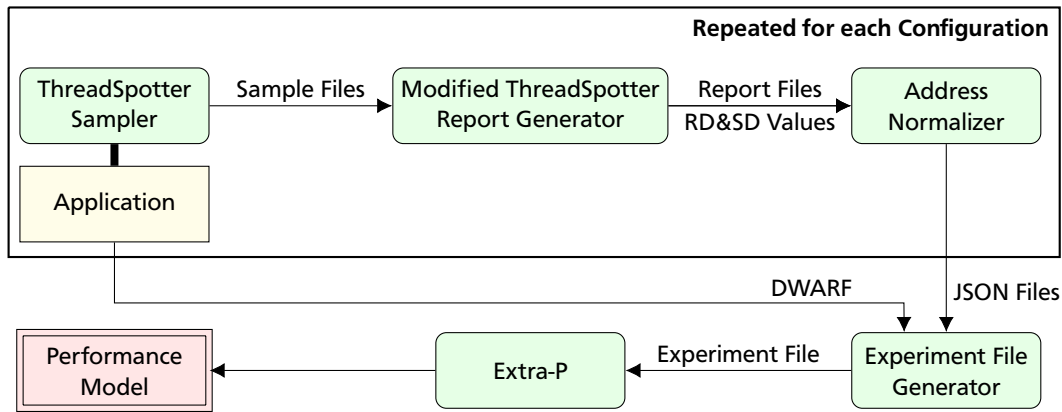 Repeated for each Configuration
ThreadSpotter
Sampler
Sample Files
Modified ThreadSpotter
Report Generator
Report Files
RD&SD Values
Address
Normalizer
Application
DWARF
JSON Files
Performance
Model
Extra-P
Experiment File
Experiment File
Generator